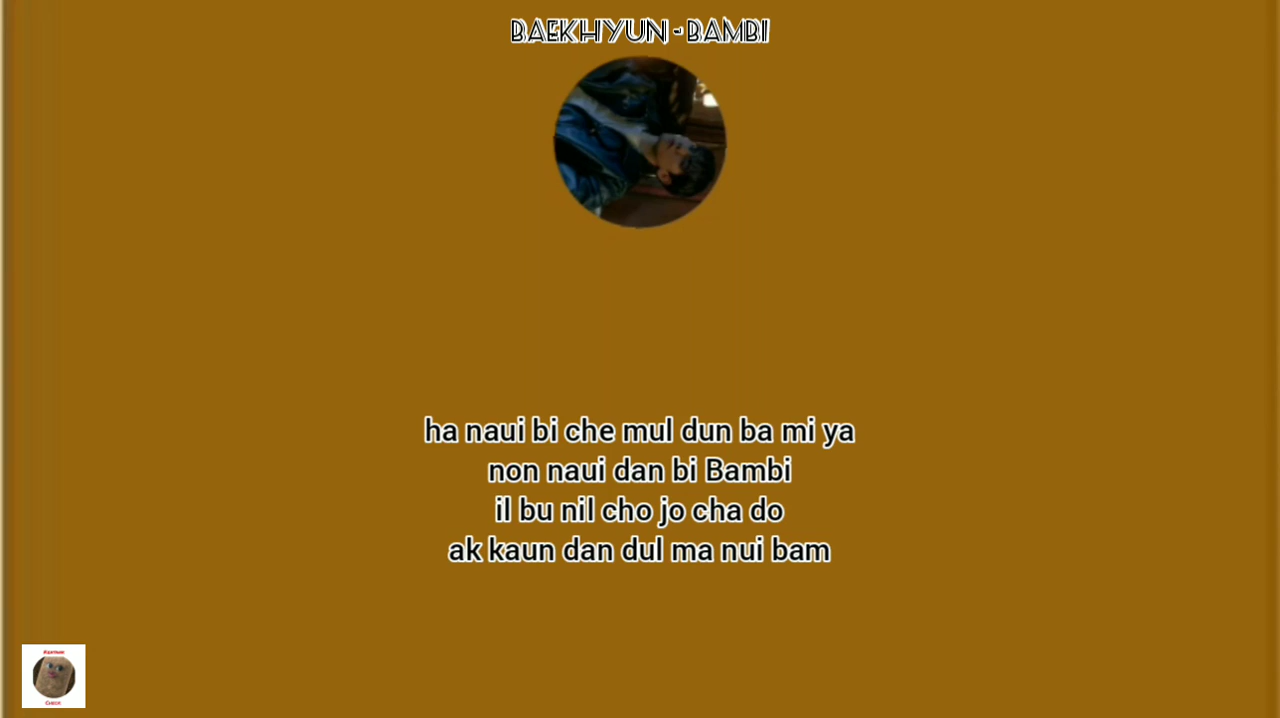 BAEKHYUN - BAMBI
ha naui bi che mul dun ba mi ya
non naui dan bi Bambi
il bu nil cho jo cha do
ak kaun dan dul ma nui bam